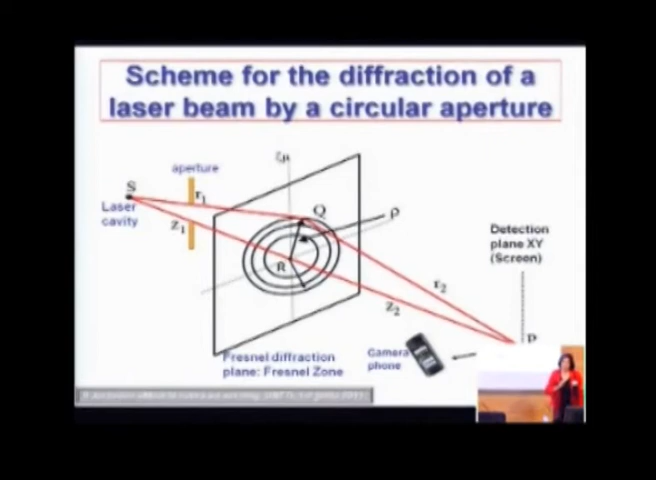 Scheme for the diffraction of a
laser beam by a circular aperture
aperture
S
r1
Laser
cavity
Z1
Q
ρ
R
Detection
plane XY
(Screen)
r2
Z2
P
Camera
phone
Fresnel diffraction
plane: Fresnel Zone